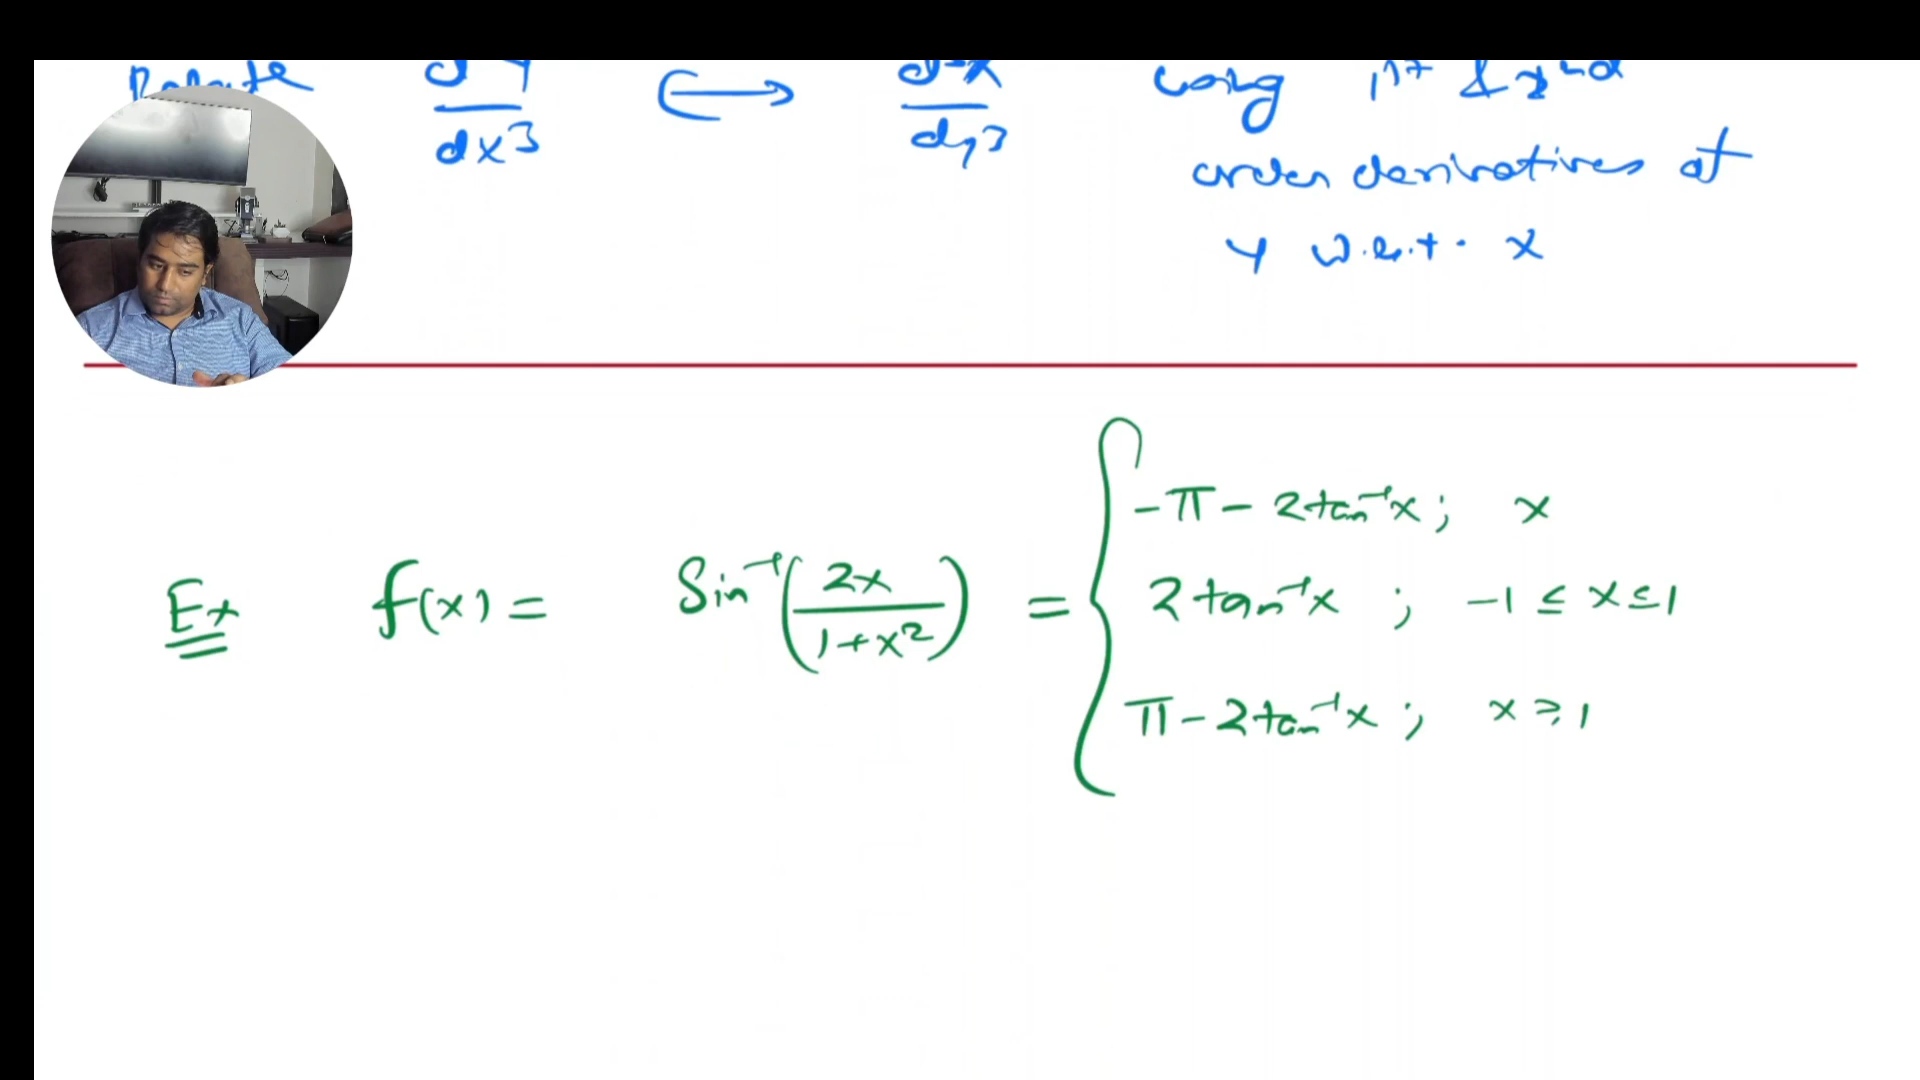 Relate d³y/dx³ ⟷ d³x/dy³ using 1st & 2nd
order derivatives of
y w.r.t. x
-π - 2tan⁻¹x ; x
Ex f(x) = Sin⁻¹(2x/(1+x²)) = { 2tan⁻¹x ; -1 ≤ x ≤ 1
π - 2tan⁻¹x ; x ≥ 1